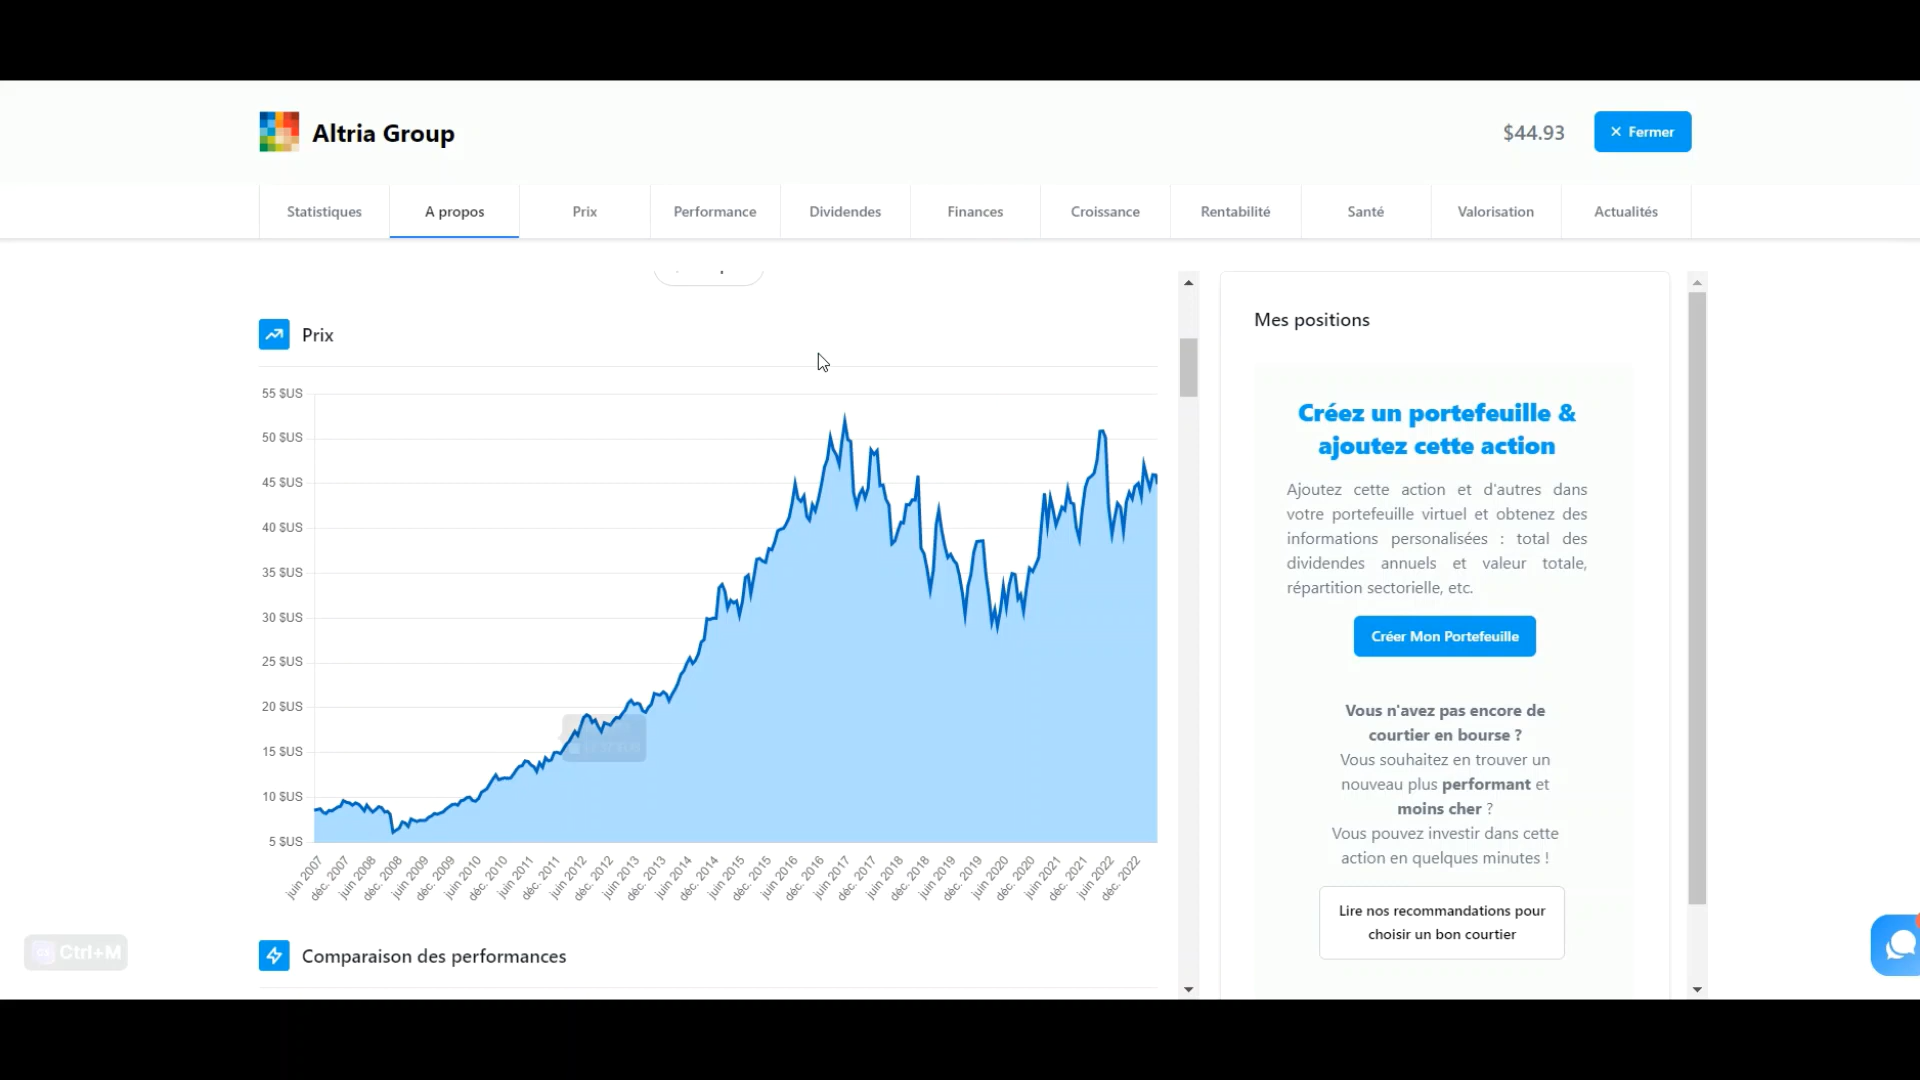 Altria Group
$44.93
Fermer
Statistiques
A propos
Prix
Performance
Dividendes
Finances
Croissance
Rentabilité
Santé
Valorisation
Actualités
Prix
55 $US
50 $US
45 $US
40 $US
35 $US
30 $US
25 $US
20 $US
15 $US
10 $US
5 $US
juin 2007
déc. 2007
juin 2008
déc. 2008
juin 2009
déc. 2009
juin 2010
déc. 2010
juin 2011
déc. 2011
juin 2012
déc. 2012
juin 2013
déc. 2013
juin 2014
déc. 2014
juin 2015
déc. 2015
juin 2016
déc. 2016
juin 2017
déc. 2017
juin 2018
déc. 2018
juin 2019
déc. 2019
juin 2020
déc. 2020
juin 2021
déc. 2021
juin 2022
déc. 2022
Comparaison des performances
Mes positions
Créez un portefeuille &
ajoutez cette action
Ajoutez cette action et d'autres dans
votre portefeuille virtuel et obtenez des
informations personalisées : total des
dividendes annuels et valeur totale,
répartition sectorielle, etc.
Créer Mon Portefeuille
Vous n'avez pas encore de
courtier en bourse ?
Vous souhaitez en trouver un
nouveau plus performant et
moins cher ?
Vous pouvez investir dans cette
action en quelques minutes !
Lire nos recommandations pour
choisir un bon courtier
Ctrl+M